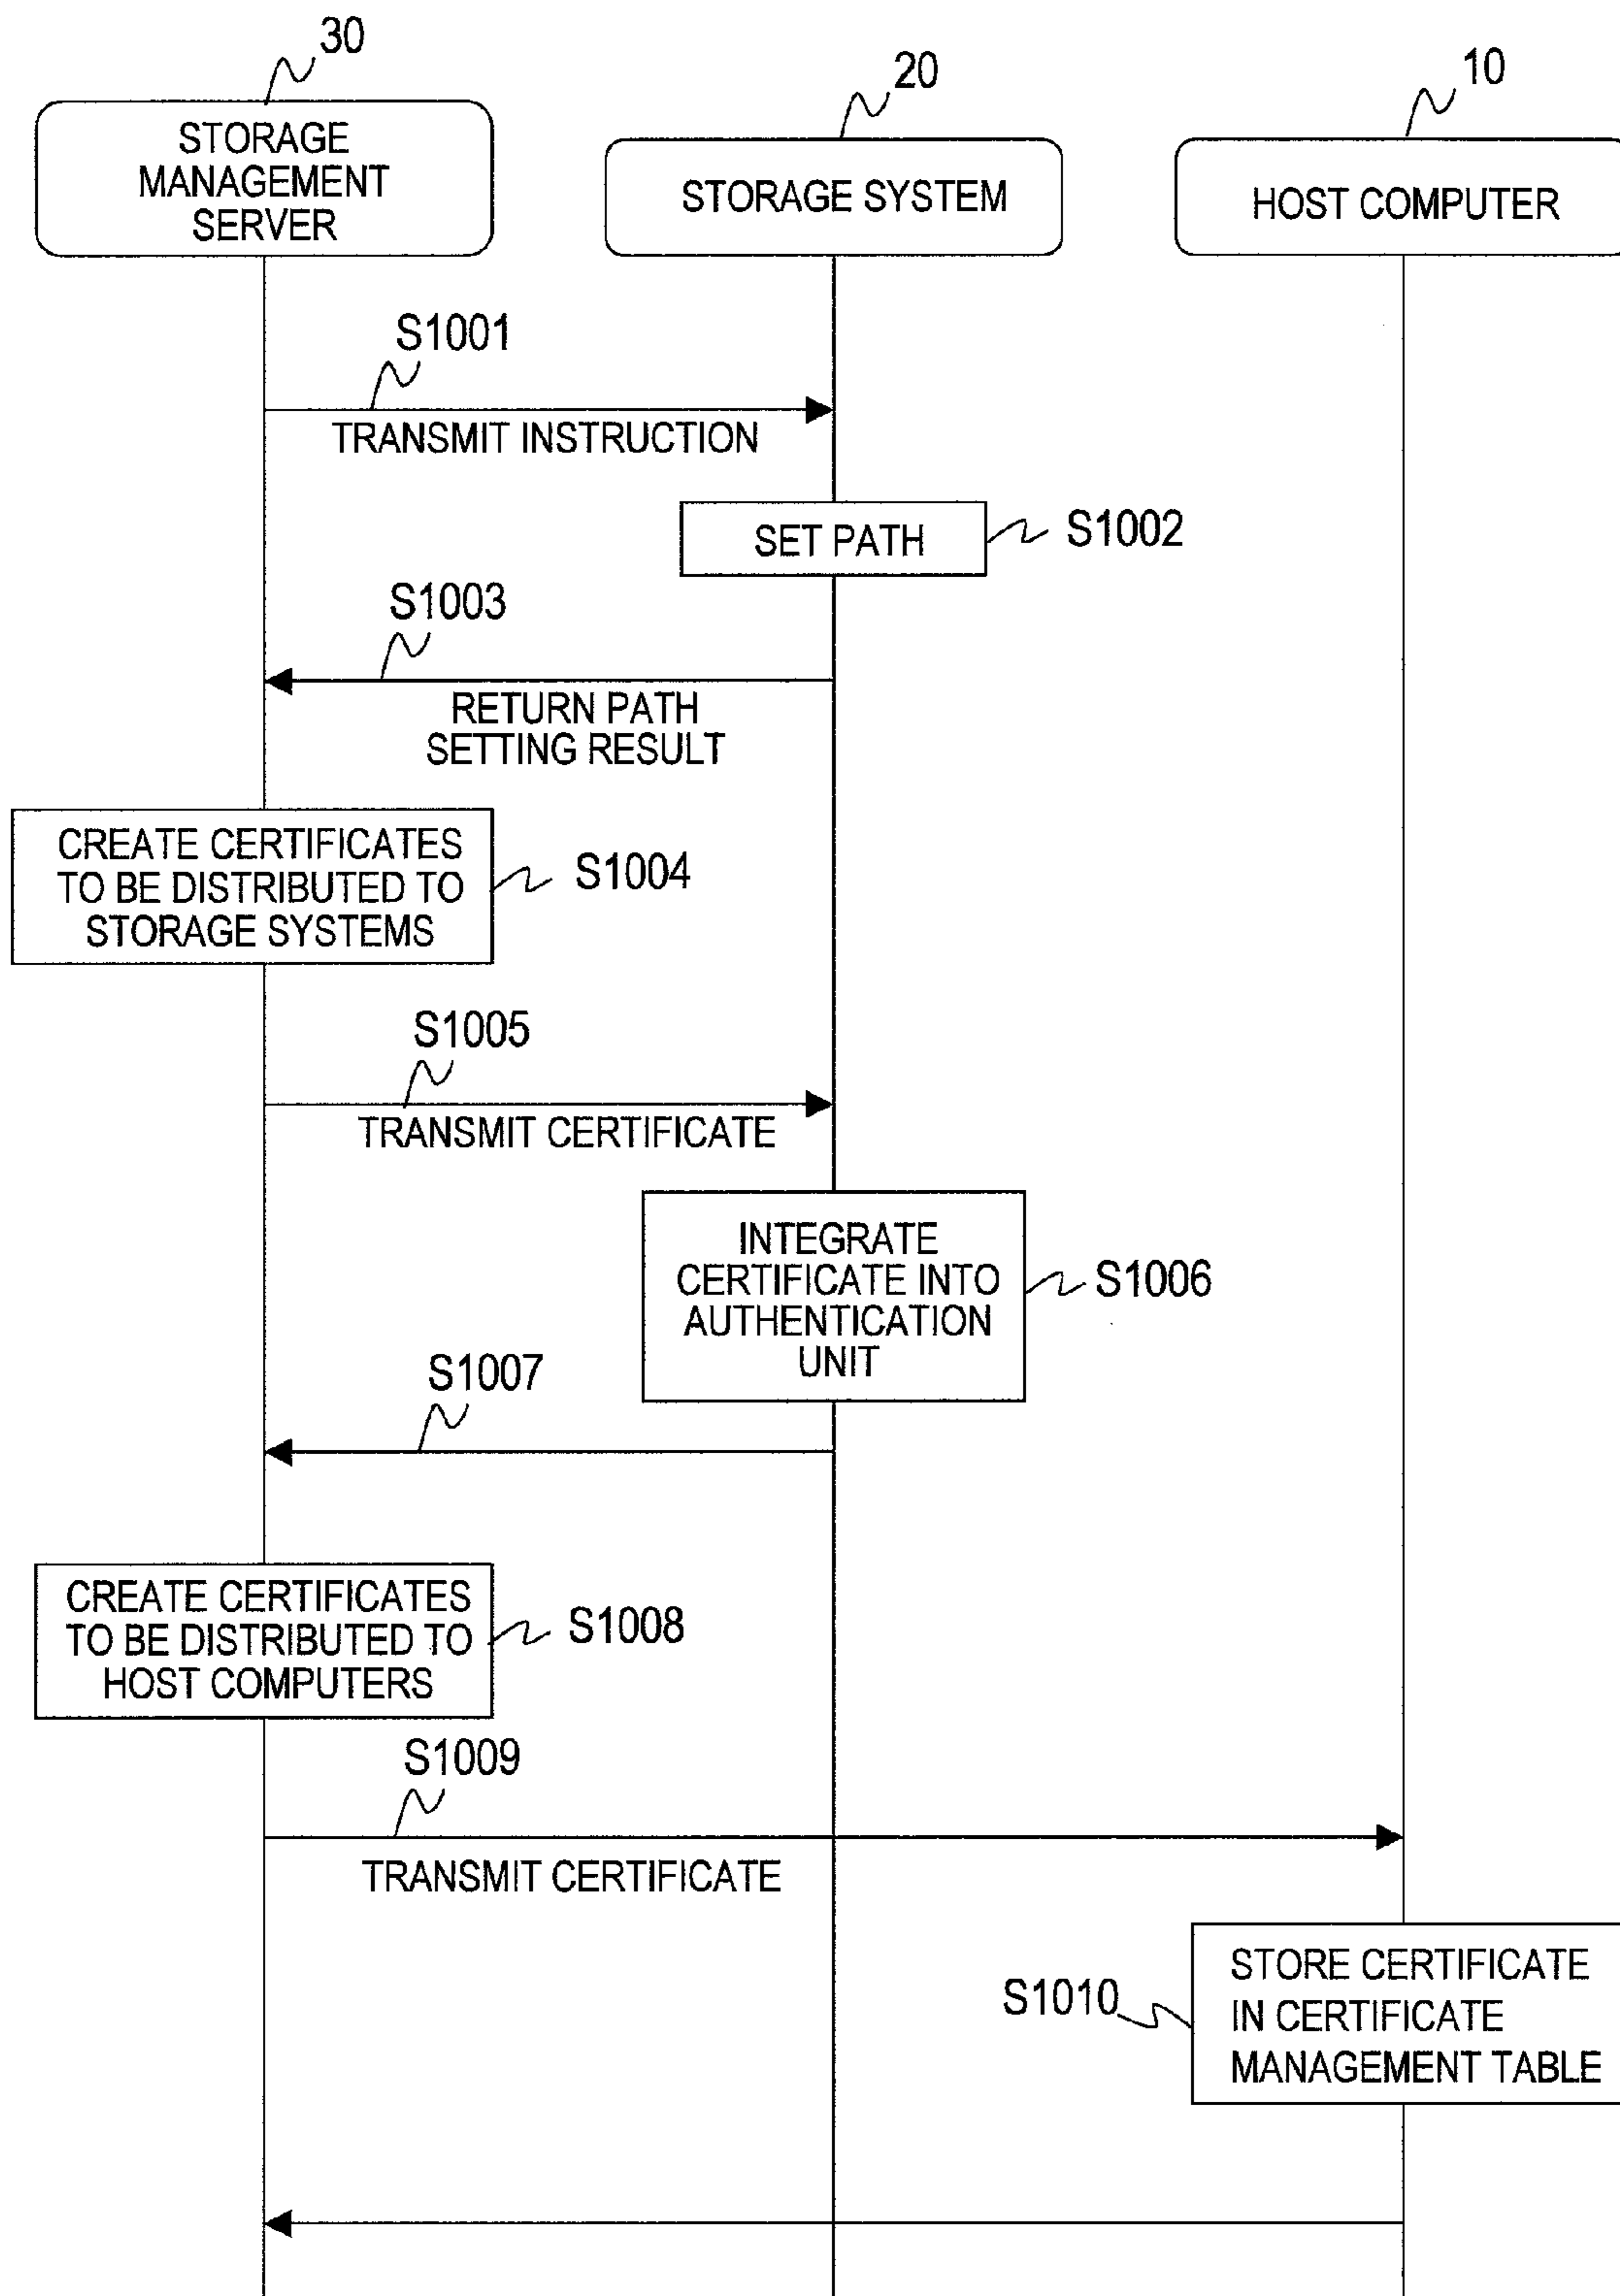 30
20
10
STORAGE
MANAGEMENT
SERVER
STORAGE SYSTEM
HOST COMPUTER
S1001
TRANSMIT INSTRUCTION
SET PATH
S1002
S1003
RETURN PATH
SETTING RESULT
CREATE CERTIFICATES
TO BE DISTRIBUTED TO
STORAGE SYSTEMS
S1004
S1005
TRANSMIT CERTIFICATE
INTEGRATE
CERTIFICATE INTO
AUTHENTICATION
UNIT
S1006
S1007
CREATE CERTIFICATES
TO BE DISTRIBUTED TO
HOST COMPUTERS
S1008
S1009
TRANSMIT CERTIFICATE
S1010
STORE CERTIFICATE
IN CERTIFICATE
MANAGEMENT TABLE